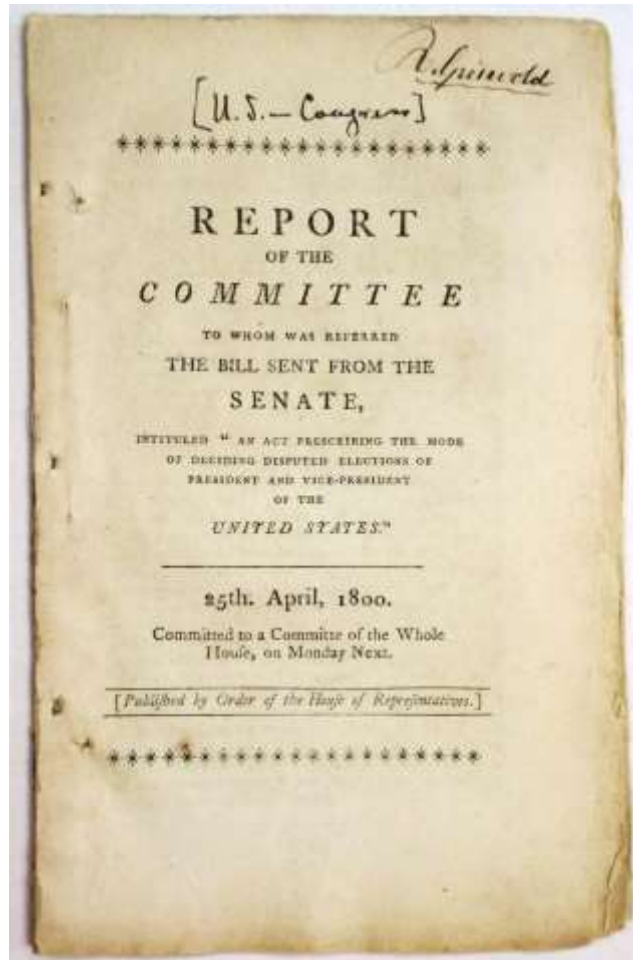 R. Griswold
[U.S. — Congress]
REPORT
OF THE
COMMITTEE
TO WHOM WAS REFERRED
THE BILL SENT FROM THE
SENATE,
INTITULED “ AN ACT PRESCRIBING THE MODE
OF DECIDING DISPUTED ELECTIONS OF
PRESIDENT AND VICE-PRESIDENT
OF THE
UNITED STATES.”
25th. April, 1800.
Committed to a Committe of the Whole
Houſe, on Monday Next.
[Publiſhed by Order of the Houſe of Repreſentatives.]